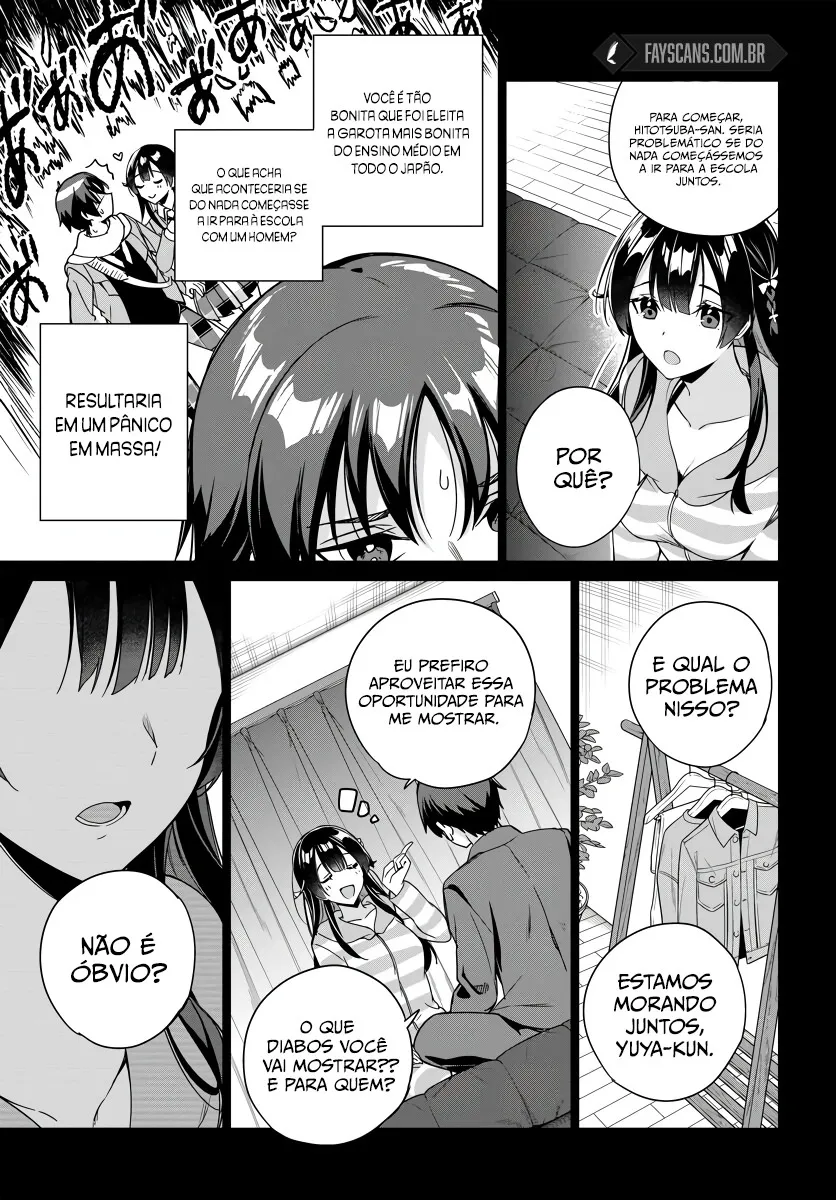 FAYSCANS.COM.BR
PARA COMEÇAR,
HITOTSUBA-SAN. SERIA
PROBLEMÁTICO SE DO
NADA COMEÇÁSSEMOS
A IR PARA A ESCOLA
JUNTOS.
POR
QUÊ?
VOCÊ É TÃO
BONITA QUE FOI ELEITA
A GAROTA MAIS BONITA
DO ENSINO MÉDIO EM
TODO O JAPÃO.
O QUE ACHA
QUE ACONTECERIA SE
DO NADA COMEÇASSE
A IR PARA À ESCOLA
COM UM HOMEM?
RESULTARIA
EM UM PÂNICO
EM MASSA!
E QUAL O
PROBLEMA
NISSO?
ESTAMOS
MORANDO
JUNTOS,
YUYA-KUN.
EU PREFIRO
APROVEITAR ESSA
OPORTUNIDADE PARA
ME MOSTRAR.
O QUE
DIABOS VOCÊ
VAI MOSTRAR??
E PARA QUEM?
NÃO É
ÓBVIO?